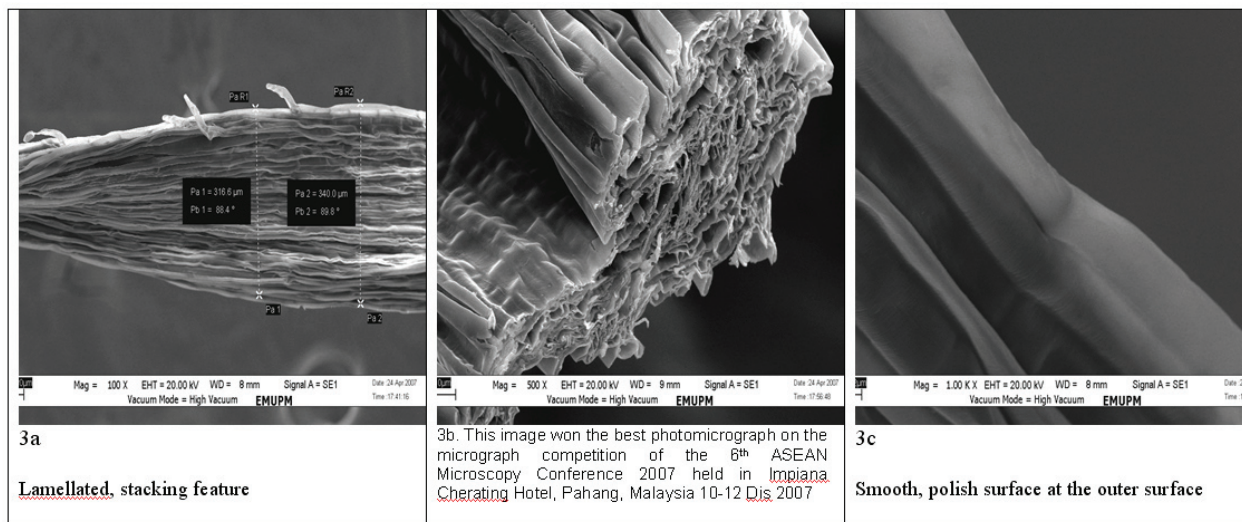 Pa R1
Pa R2
Pa 1 = 316.6 µm
Pb 1 = 88.4 °
Pa 2 = 340.0 µm
Pb 2 = 89.8 °
Pa 1
Pa 2
Mag = 100 X EHT = 20.00 kV WD = 8 mm Signal A = SE1 Date :24 Apr 2007
Vacuum Mode = High Vacuum EMUPM Time :17:41:16
3a
Lamellated, stacking feature
Mag = 500 X EHT = 20.00 kV WD = 9 mm Signal A = SE1 Date :24 Apr 2007
Vacuum Mode = High Vacuum EMUPM Time :17:56:48
3b. This image won the best photomicrograph on the
micrograph competition of the 6th ASEAN
Microscopy Conference 2007 held in Impiana
Cherating Hotel, Pahang, Malaysia 10-12 Dis 2007
Mag = 1.00 K X EHT = 20.00 kV WD = 8 mm Signal A = SE1
Vacuum Mode = High Vacuum EMUPM
3c
Smooth, polish surface at the outer surface